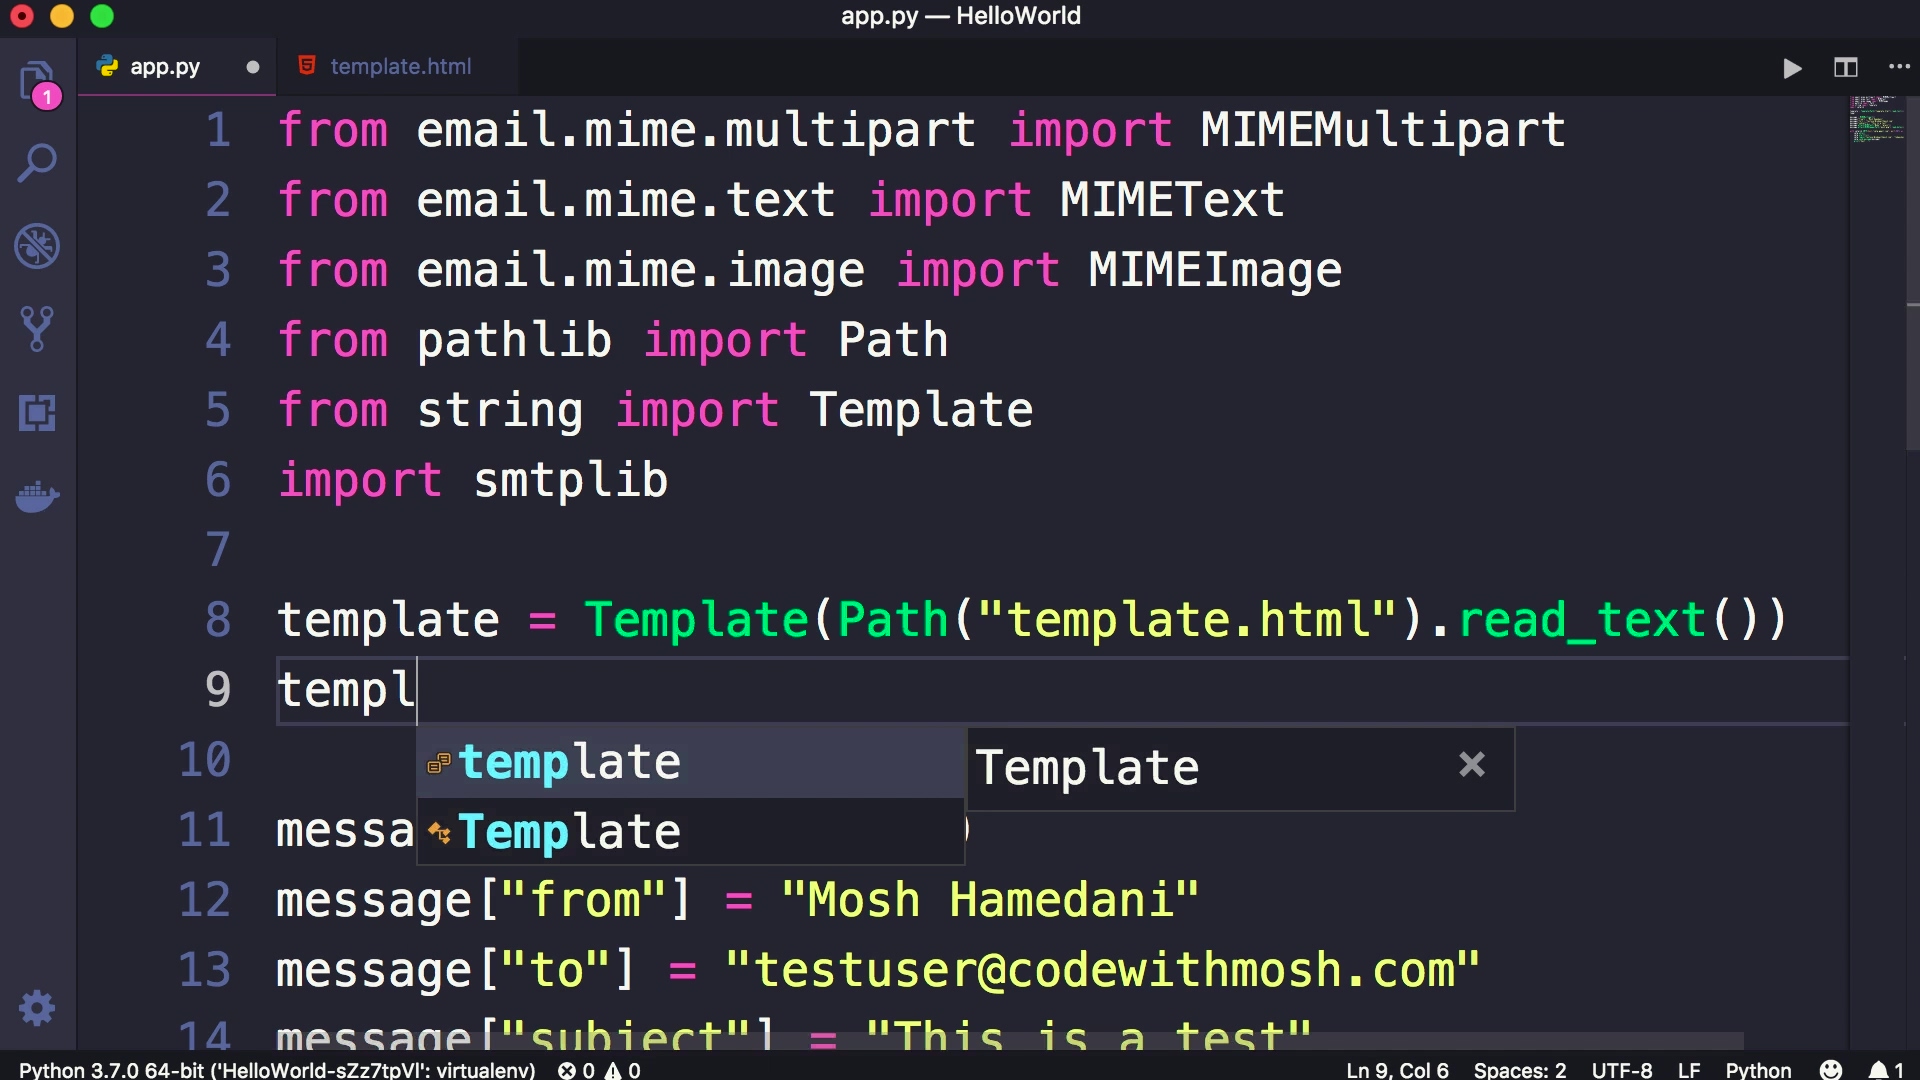 app.py — HelloWorld
app.py
template.html
1
1 from email.mime.multipart import MIMEMultipart
2 from email.mime.text import MIMEText
3 from email.mime.image import MIMEImage
4 from pathlib import Path
5 from string import Template
6 import smtplib
7
8 template = Template(Path("template.html").read_text())
9 templ
10
template
Template
Template
11 messa )
12 message["from"] = "Mosh Hamedani"
13 message["to"] = "testuser@codewithmosh.com"
14 message["subject"] = "This is a test"
Python 3.7.0 64-bit ('HelloWorld-sZz7tpVl': virtualenv) 0 0 Ln 9, Col 6 Spaces: 2 UTF-8 LF Python 1